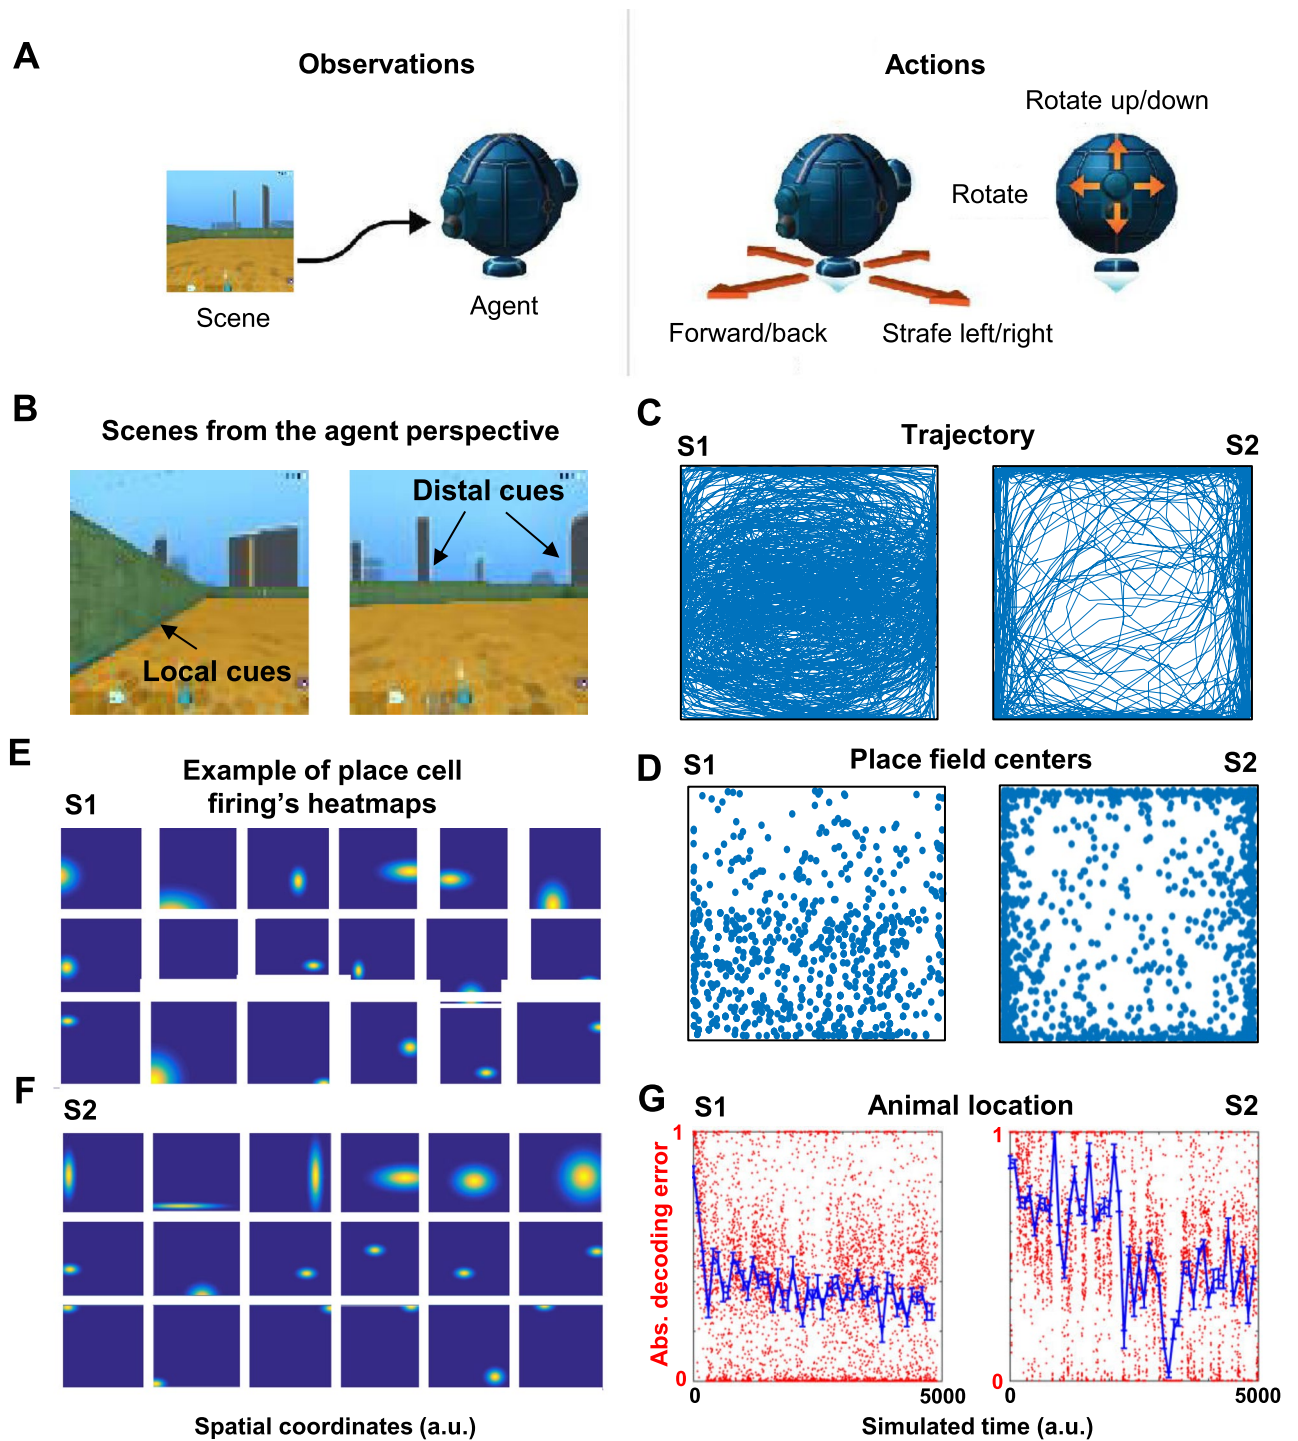 A
Observations
Actions
Rotate up/down
Rotate
Scene
Agent
Forward/back
Strafe left/right
B
Scenes from the agent perspective
Distal cues
Local cues
C
S1
Trajectory
S2
D
S1
Place field centers
S2
E
Example of place cell
firing's heatmaps
S1
F
S2
Spatial coordinates (a.u.)
G
S1
Animal location
S2
Abs. decoding error
1
0
0
5000
1
0
0
5000
Simulated time (a.u.)